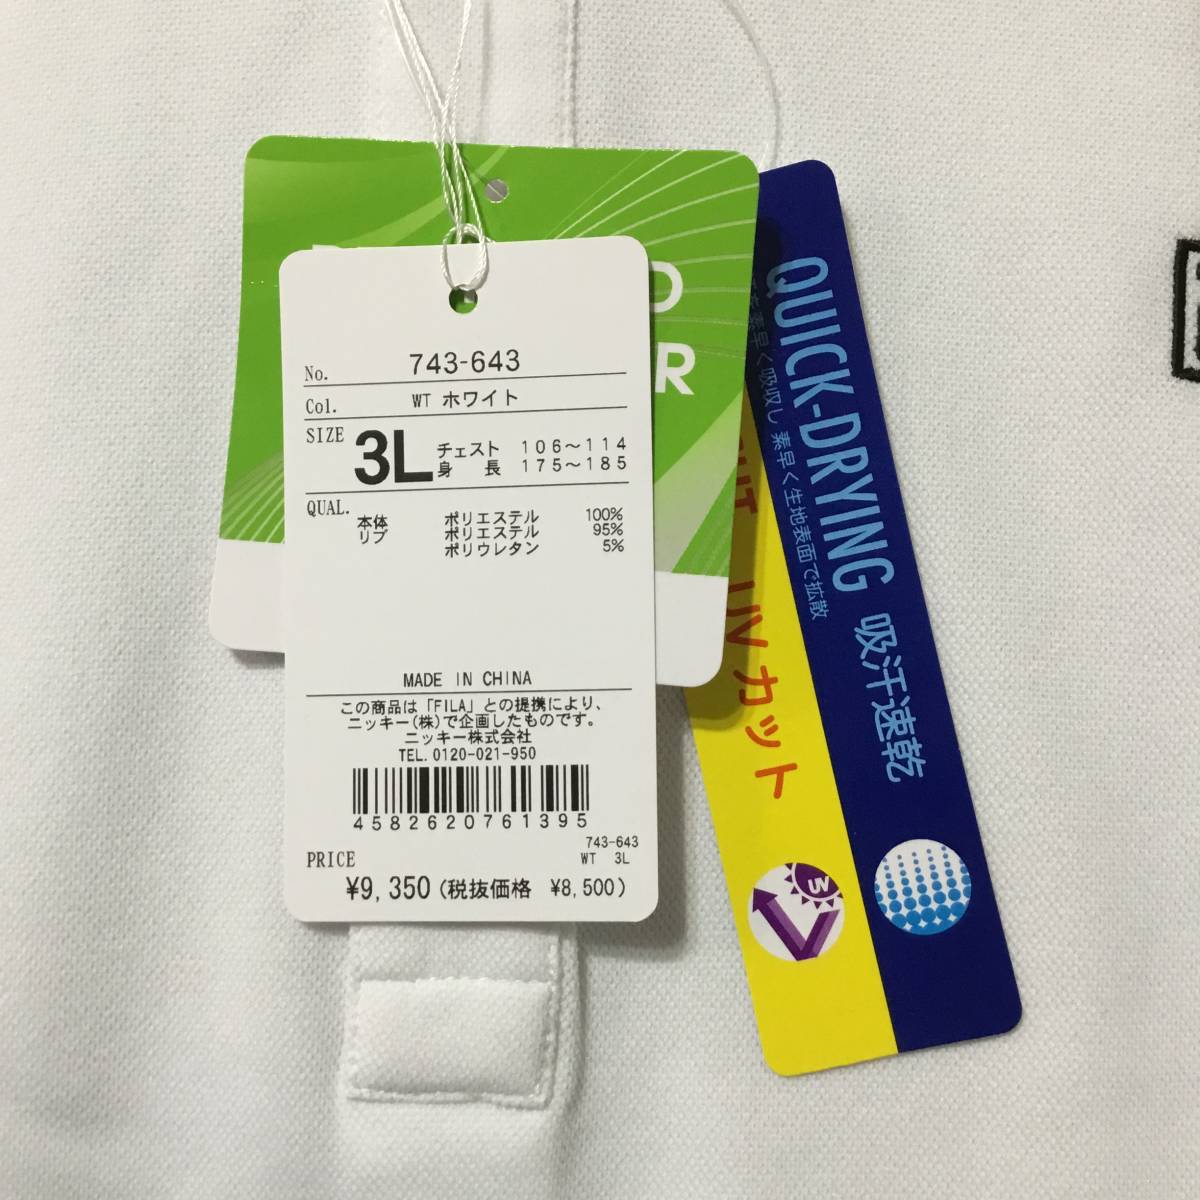 No. 743-643
Col. WT ホワイト
SIZE 3L チェスト 106～114
身長 175～185
QUAL. 本体 ポリエステル 100%
リブ ポリエステル 95%
ポリウレタン 5%
MADE IN CHINA
この商品は「FILA」との提携により、
ニッキー(株)で企画したものです。
ニッキー株式会社
TEL. 0120-021-950
4582620761395
743-643
WT 3L
PRICE
¥9,350 (税抜価格 ¥8,500)
QUICK-DRYING 吸汗速乾
を素早く吸収し 素早く生地表面で拡散
UVカット
UV